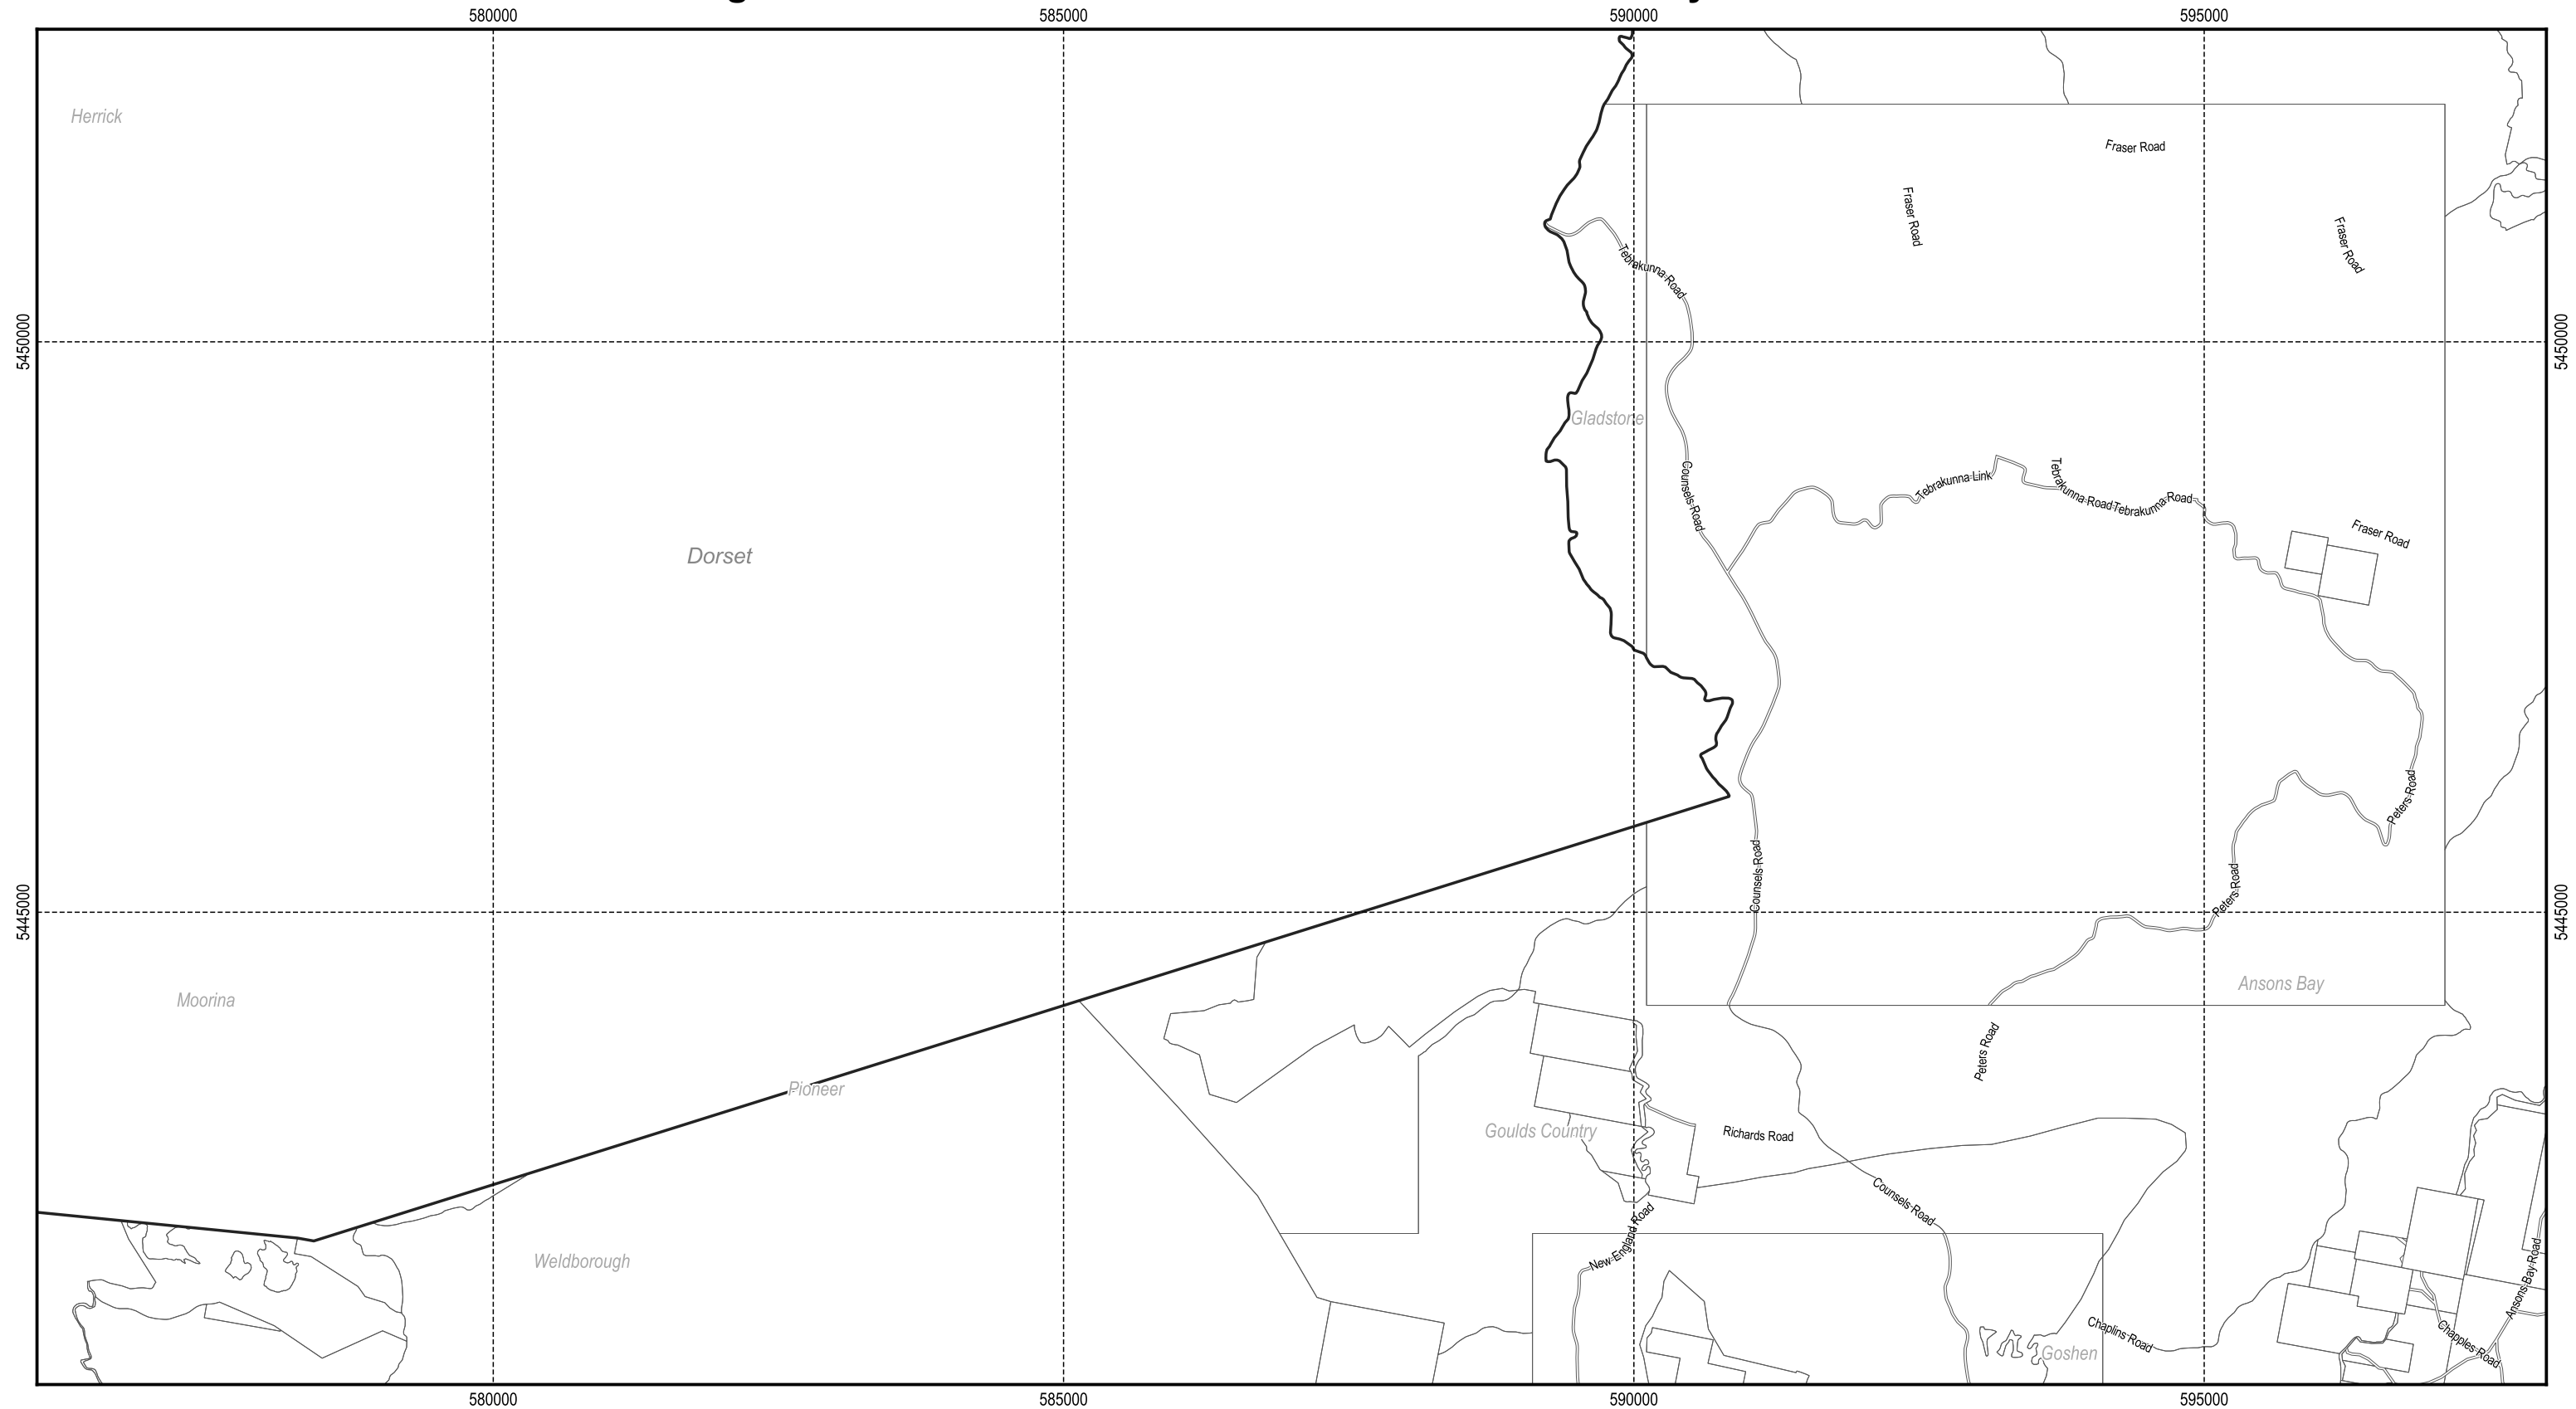 580000
585000
590000
595000
Herrick
Fraser Road
Fraser Road
Fraser Road
Tebrakunna Road
5450000
5450000
Gladstone
Counsels Road
Tebrakunna Link
Tebrakunna Road
Tebrakunna Road
Fraser Road
Dorset
Peters Road
Counsels Road
Peters Road
5445000
5445000
Ansons Bay
Moorina
Peters Road
Pioneer
Goulds Country
Richards Road
Counsels Road
New England Road
Weldborough
Ansons Bay Road
Chaplins Road
Chapples Road
Goshen
580000
585000
590000
595000